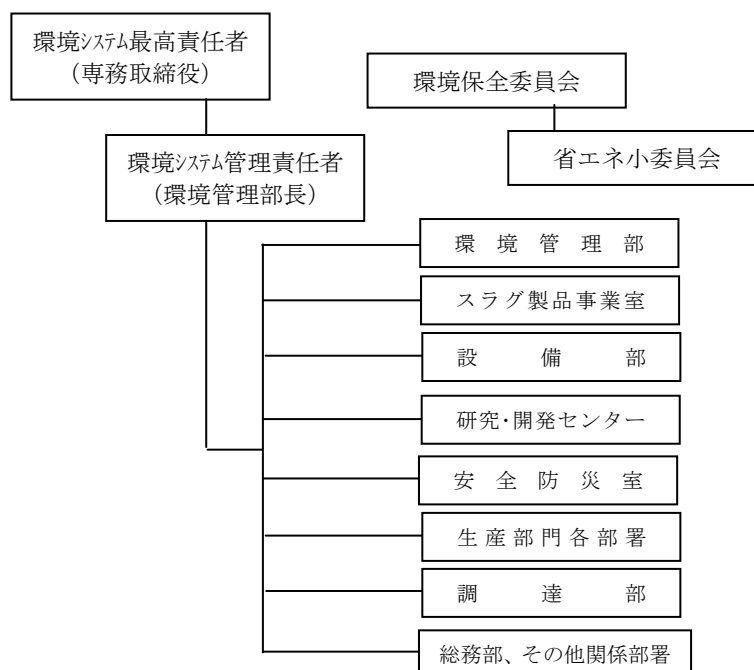 環境システム最高責任者
（専務取締役）
環境保全委員会
環境システム管理責任者
（環境管理部長）
省エネ小委員会
環境管理部
スラグ製品事業室
設備部
研究・開発センター
安全防災室
生産部門各部署
調達部
総務部、その他関係部署